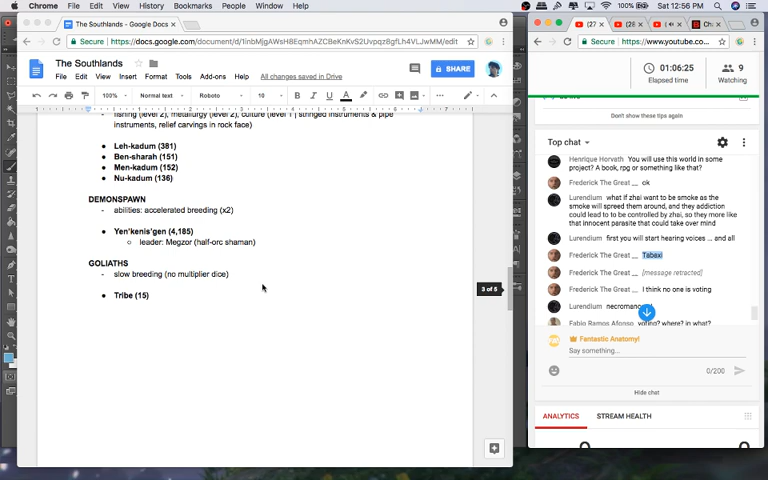 Chrome File Edit View History Bookmarks People Window 100% Sat 12:56 PM
The Southlands - Google Docs
Secure https://docs.google.com/document/d/1inbMjgAWsH8EqmhAZCBeKnKvS2Uvpqz8gfLh4VLJwMM/edit
The Southlands
File Edit View Insert Format Tools Add-ons Help All changes saved in Drive
SHARE
100% Normal text Roboto 10 B I U A
fishing (level 2), metallurgy (level 2), culture (level 1 | stringed instruments & pipe
instruments, relief carvings in rock face)
Leh-kadum (381)
Ben-sharah (151)
Men-kadum (152)
Nu-kadum (136)
DEMONSPAWN
- abilities: accelerated breeding (x2)
Yen'kenis'gen (4,185)
leader: Megzor (half-orc shaman)
GOLIATHS
- slow breeding (no multiplier dice)
Tribe (15)
3 of 5
(27 (28 Cha
Secure https://www.youtube.co...
01:06:25 9
Elapsed time Watching
Don't show these tips again
Top chat
Henrique Horvath You will use this world in some
project? A book, rpg or something like that?
Frederick The Great __ ok
Lurendium what if zhai want to be smoke as the
smoke will spread them around, and they addiction
could lead to to be controlled by zhai, so they more like
that innocent parasite that could take over mind
Lurendium first you will start hearing voices ... and all
Frederick The Great __ Tabaxi
Frederick The Great __ [message retracted]
Frederick The Great __ I think no one is voting
Lurendium
Fabio Ramos Afonso voting? where? in what?
Fantastic Anatomy!
Say something...
0/200
Hide chat
ANALYTICS STREAM HEALTH